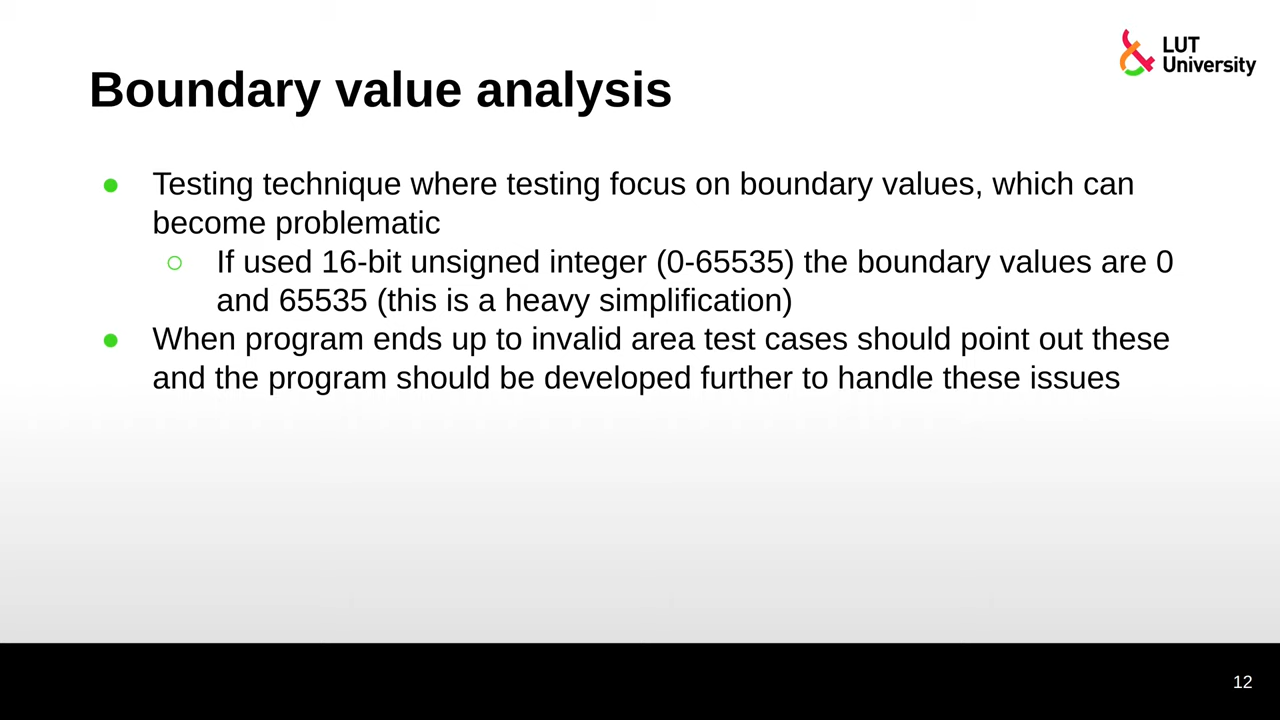 LUT
University
Boundary value analysis
● Testing technique where testing focus on boundary values, which can
become problematic
○ If used 16-bit unsigned integer (0-65535) the boundary values are 0
and 65535 (this is a heavy simplification)
● When program ends up to invalid area test cases should point out these
and the program should be developed further to handle these issues
12